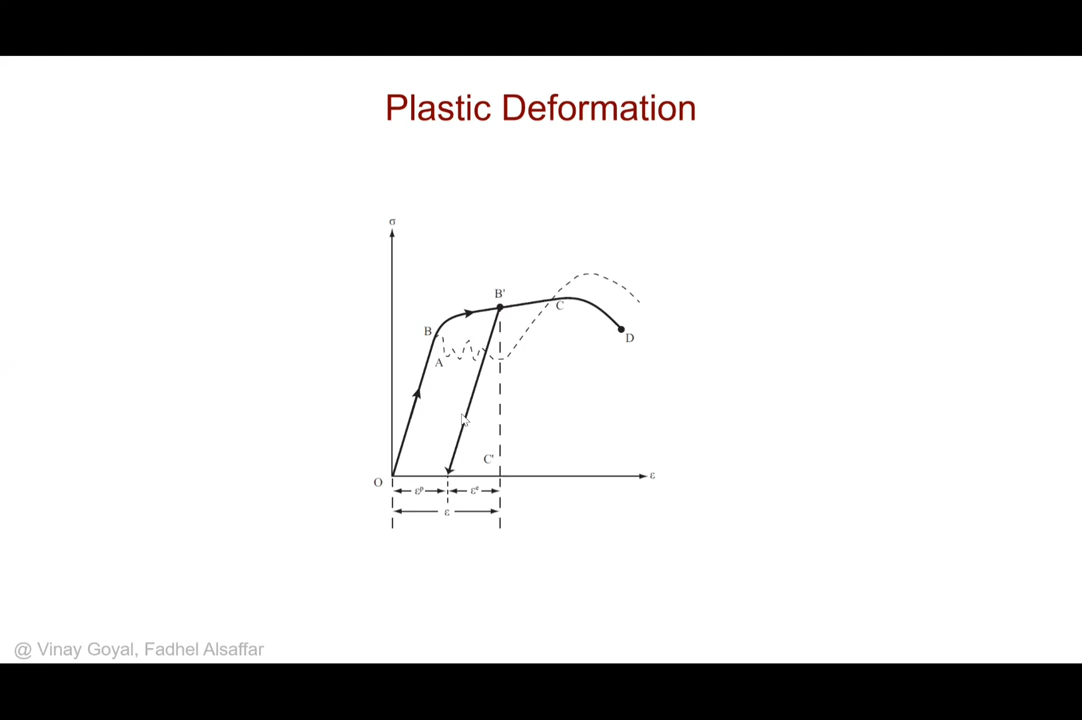 Plastic Deformation
σ
B'
C
B
D
A
C'
ε
O
εᵖ
εᵉ
ε
@ Vinay Goyal, Fadhel Alsaffar